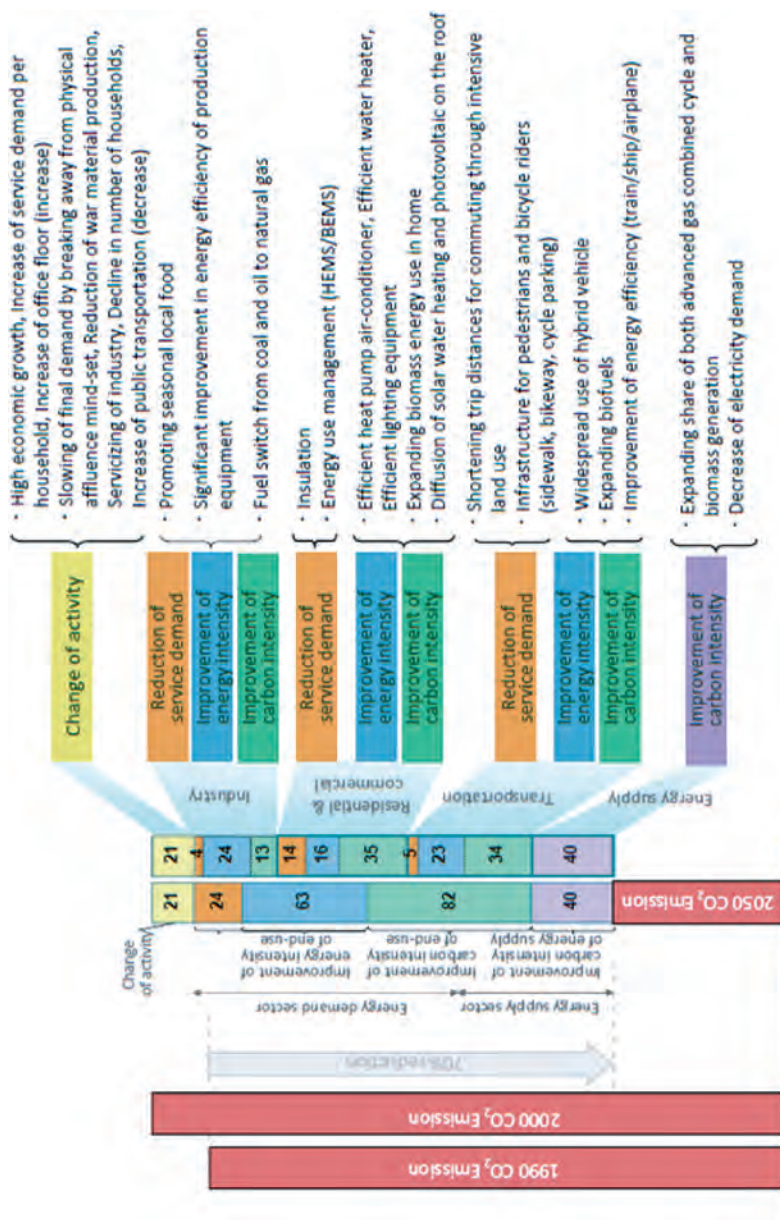 Change of activity
Reduction of
service demand
Improvement of
energy intensity
Improvement of
carbon intensity
Reduction of
service demand
Improvement of
energy intensity
Improvement of
carbon intensity
Reduction of
service demand
Improvement of
energy intensity
Improvement of
carbon intensity
Improvement of
carbon intensity
· High economic growth, Increase of service demand per
household, Increase of office floor (increase)
· Slowing of final demand by breaking away from physical
affluence mind-set, Reduction of war material production,
Servicizing of industry, Decline in number of households,
Increase of public transportation (decrease)
· Promoting seasonal local food
· Significant improvement in energy efficiency of production
equipment
· Fuel switch from coal and oil to natural gas
· Insulation
· Energy use management (HEMS/BEMS)
· Efficient heat pump air-conditioner, Efficient water heater,
Efficient lighting equipment
· Expanding biomass energy use in home
· Diffusion of solar water heating and photovoltaic on the roof
· Shortening trip distances for commuting through intensive
land use
· Infrastructure for pedestrians and bicycle riders
(sidewalk, bikeway, cycle parking)
· Widespread use of hybrid vehicle
· Expanding biofuels
· Improvement of energy efficiency (train/ship/airplane)
· Expanding share of both advanced gas combined cycle and
biomass generation
· Decrease of electricity demand
Industry
Residential &
commercial
Transportation
Energy supply
21
4
24
13
14
16
35
5
23
34
40
21
24
63
82
40
2050 CO₂ Emission
Change
of activity
Improvement
of energy intensity
of end-use
Improvement of
carbon intensity
of end-use
Improvement of
carbon intensity
of energy supply
Energy demand sector
Energy supply sector
70% reduction
2000 CO₂ Emission
1990 CO₂ Emission